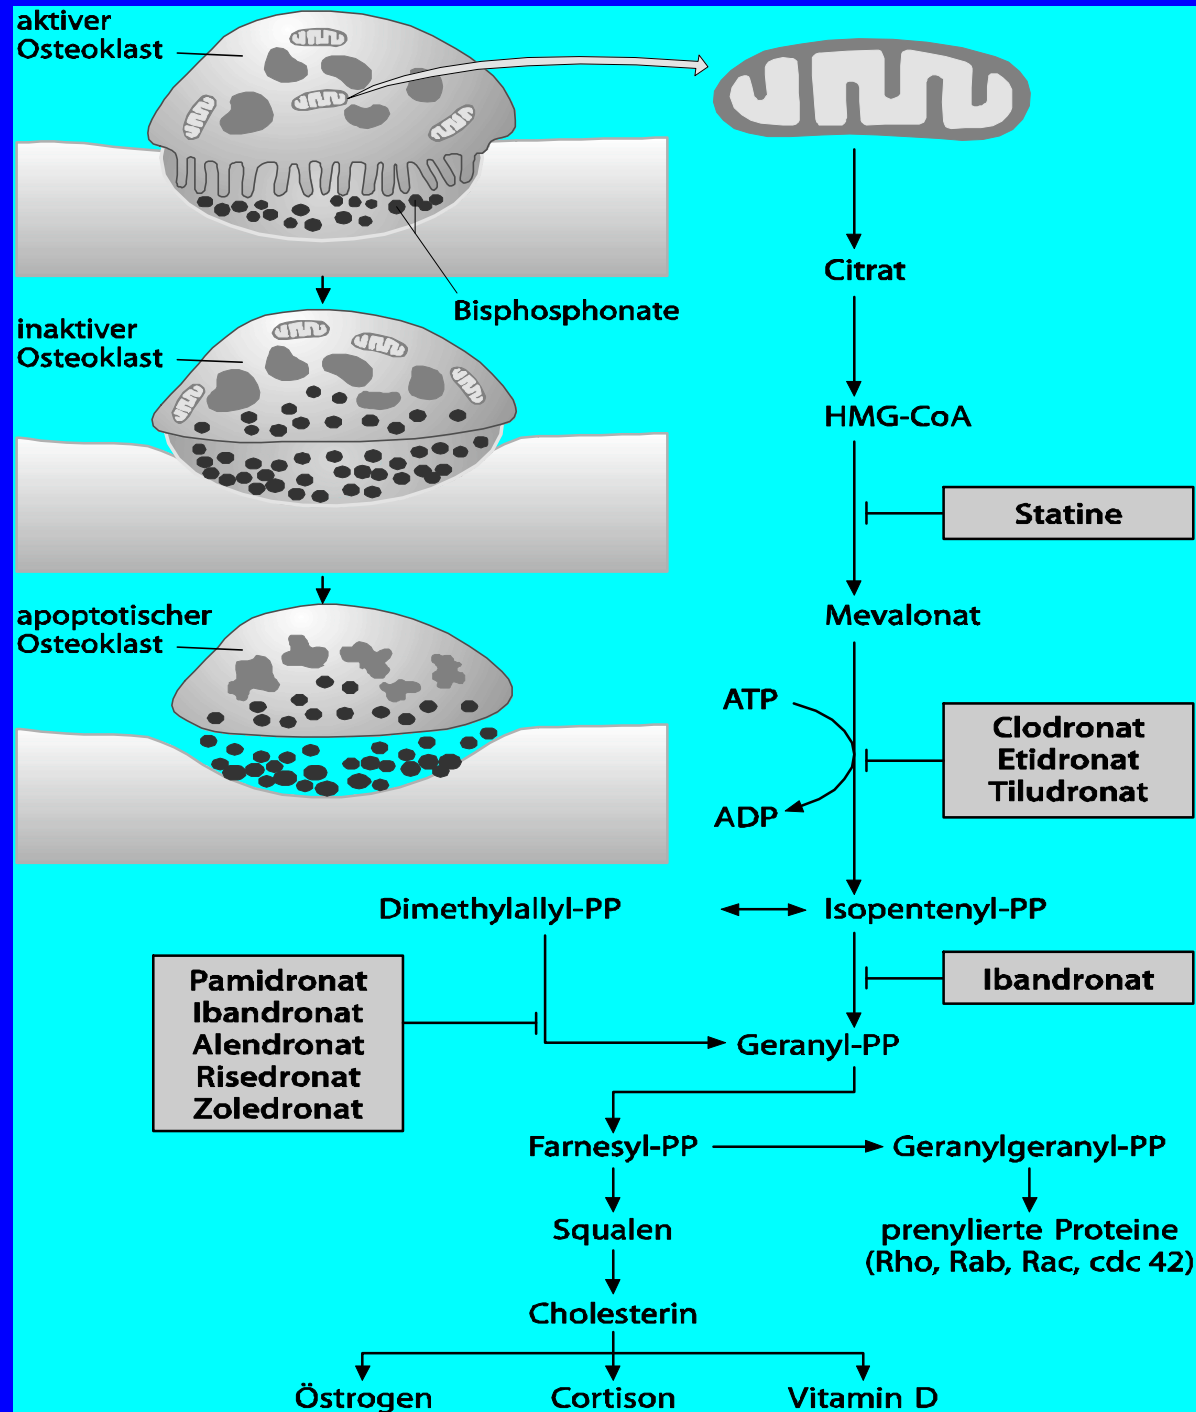 aktiver
Osteoklast
Bisphosphonate
inaktiver
Osteoklast
apoptotischer
Osteoklast
Citrat
HMG-CoA
Statine
Mevalonat
ATP
ADP
Clodronat
Etidronat
Tiludronat
Dimethylallyl-PP
Isopentenyl-PP
Pamidronat
Ibandronat
Alendronat
Risedronat
Zoledronat
Ibandronat
Geranyl-PP
Farnesyl-PP
Geranylgeranyl-PP
Squalen
prenylierte Proteine
(Rho, Rab, Rac, cdc 42)
Cholesterin
Östrogen
Cortison
Vitamin D